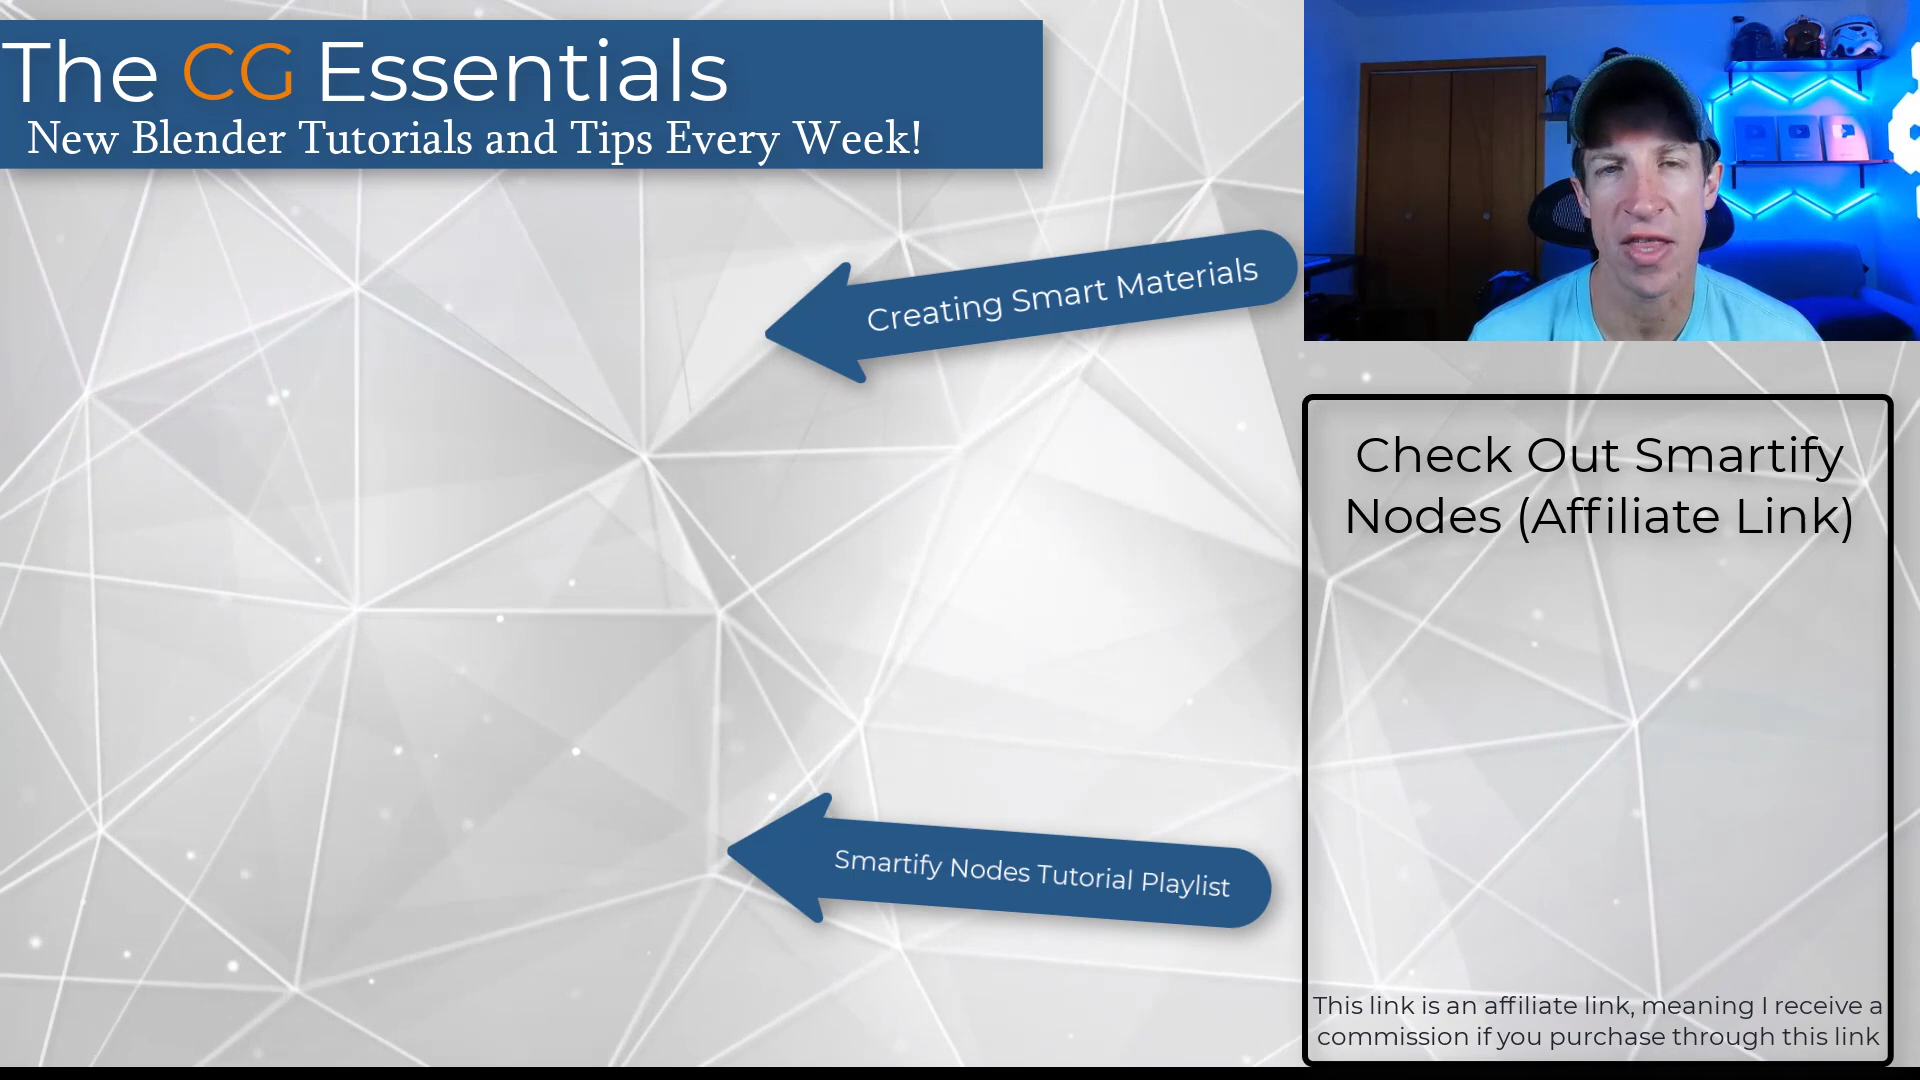 The CG Essentials
New Blender Tutorials and Tips Every Week!
Creating Smart Materials
Check Out Smartify
Nodes (Affiliate Link)
Smartify Nodes Tutorial Playlist
This link is an affiliate link, meaning I receive a
commission if you purchase through this link